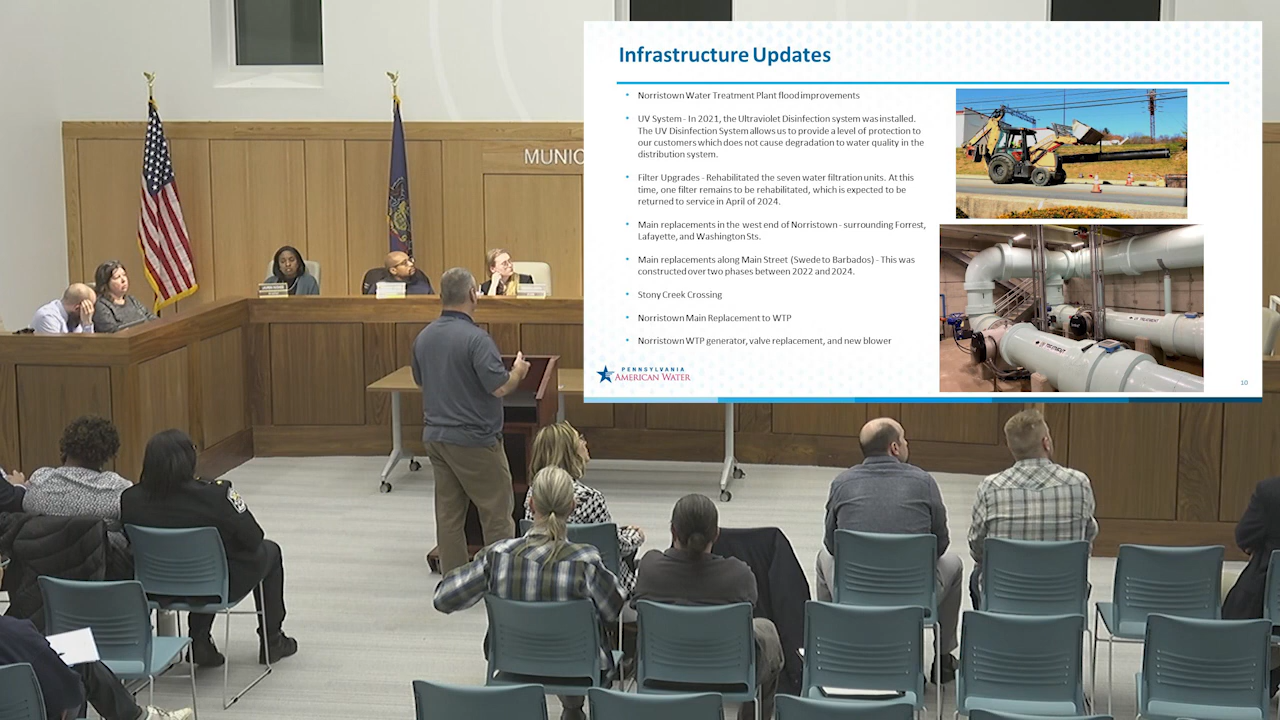 Infrastructure Updates
• Norristown Water Treatment Plant flood improvements
• UV System - In 2021, the Ultraviolet Disinfection system was installed.
The UV Disinfection System allows us to provide a level of protection to
our customers which does not cause degradation to water quality in the
distribution system.
• Filter Upgrades - Rehabilitated the seven water filtration units. At this
time, one filter remains to be rehabilitated, which is expected to be
returned to service in April of 2024.
• Main replacements in the west end of Norristown - surrounding Forrest,
Lafayette, and Washington Sts.
• Main replacements along Main Street (Swede to Barbados) - This was
constructed over two phases between 2022 and 2024.
• Stony Creek Crossing
• Norristown Main Replacement to WTP
• Norristown WTP generator, valve replacement, and new blower
PENNSYLVANIA
AMERICAN WATER
10
MUNIC